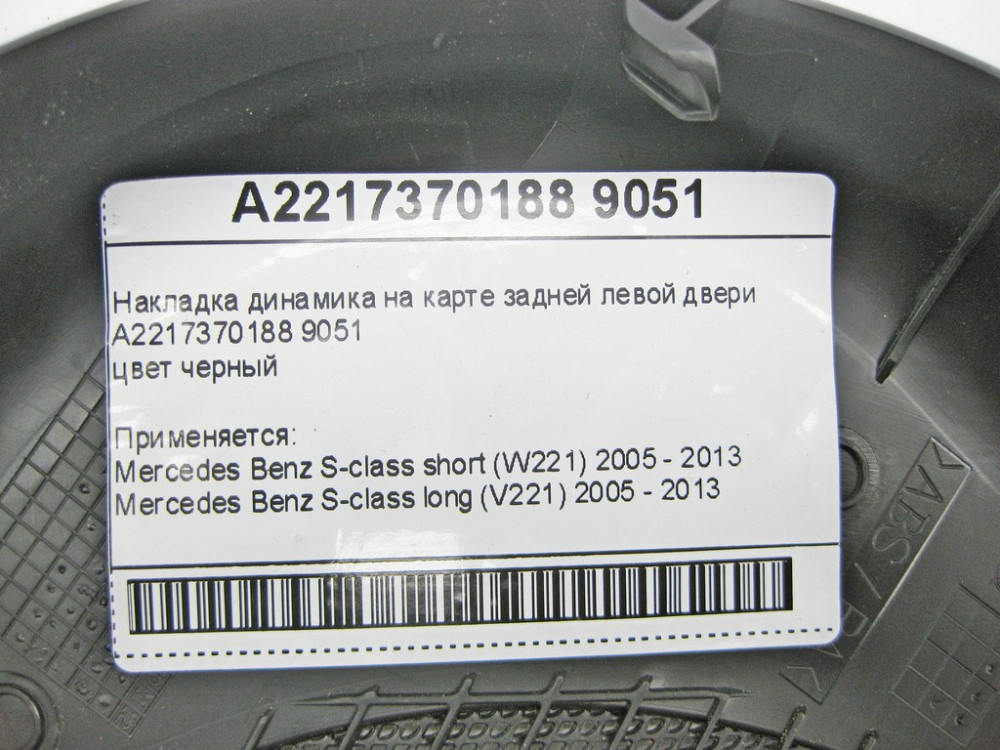 A2217370188 9051
Накладка динамика на карте задней левой двери
A2217370188 9051
цвет черный
Применяется:
Mercedes Benz S-class short (W221) 2005 - 2013
Mercedes Benz S-class long (V221) 2005 - 2013